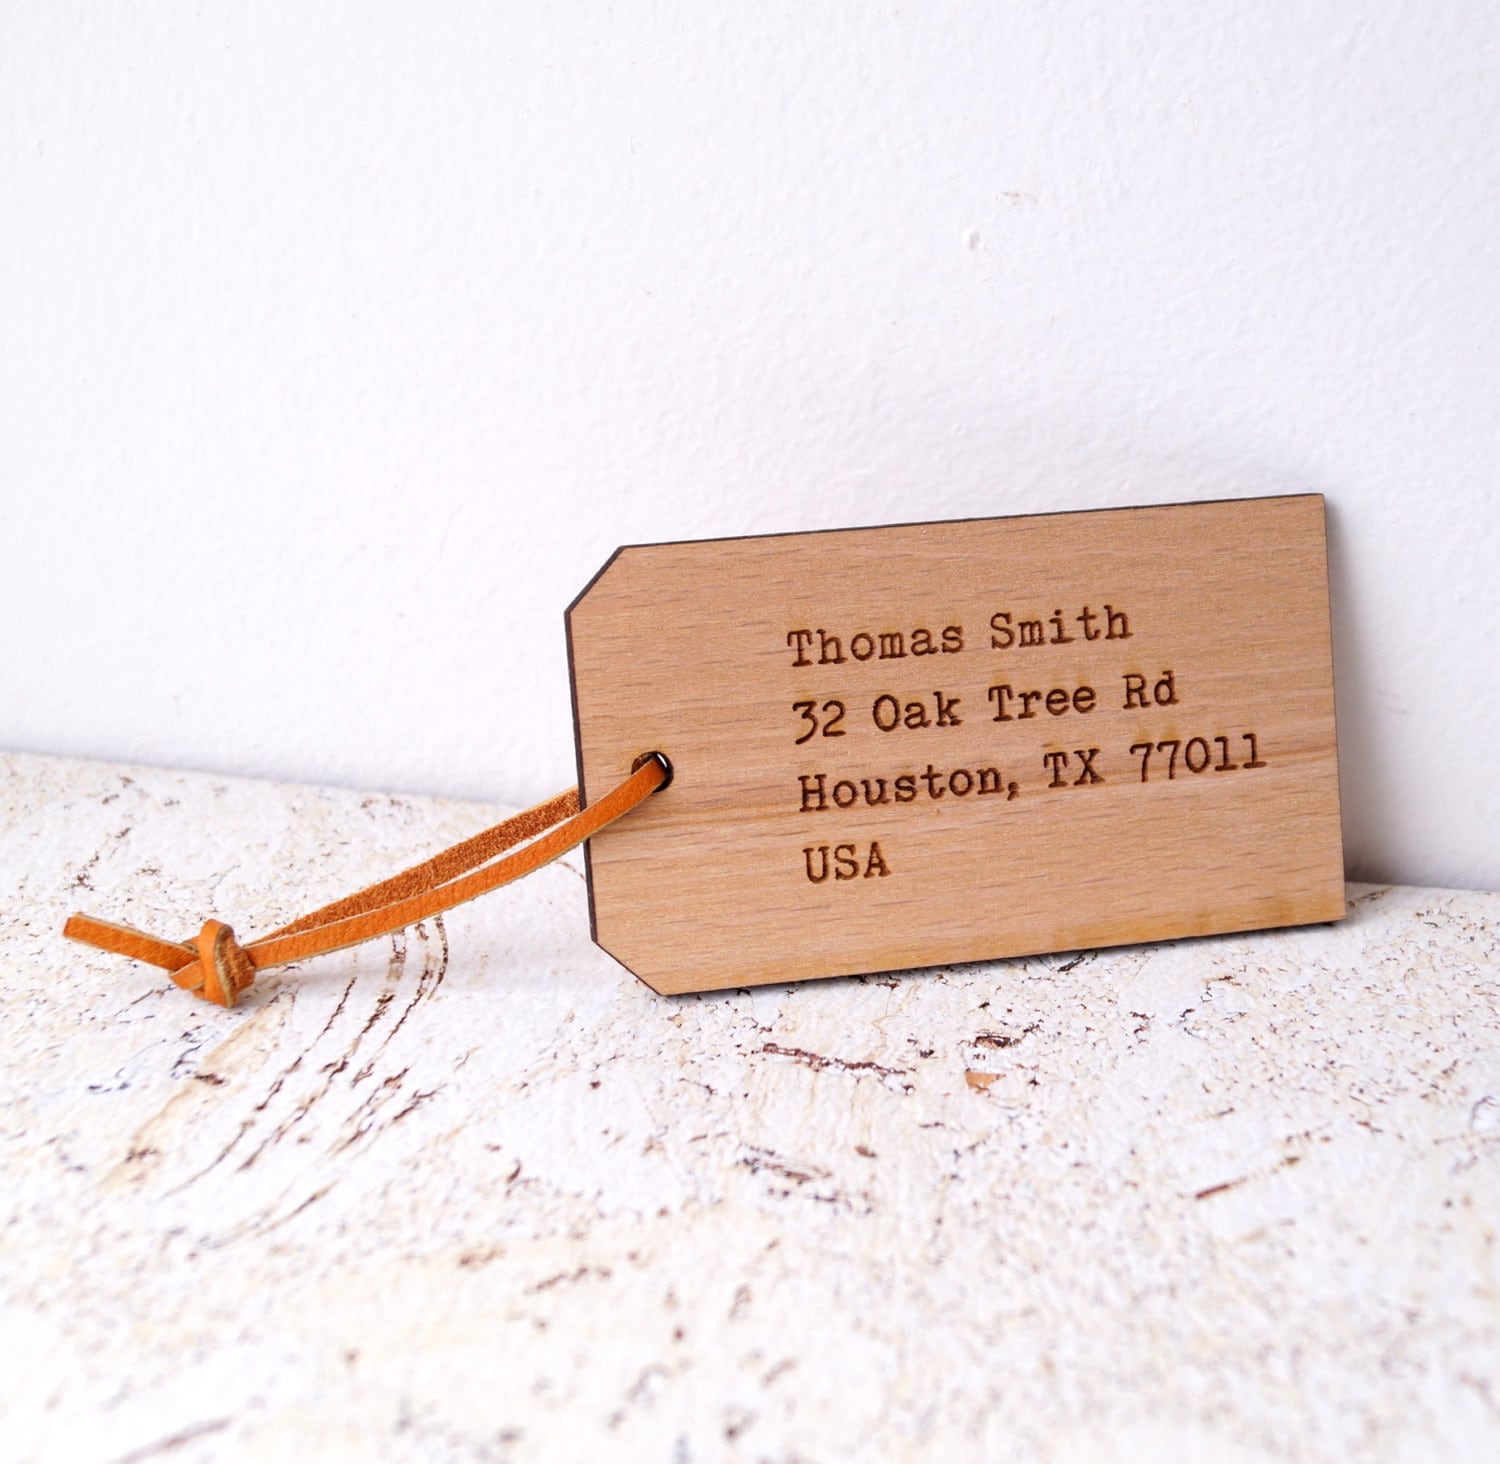 Thomas Smith
32 Oak Tree Rd
Houston, TX 77011
USA